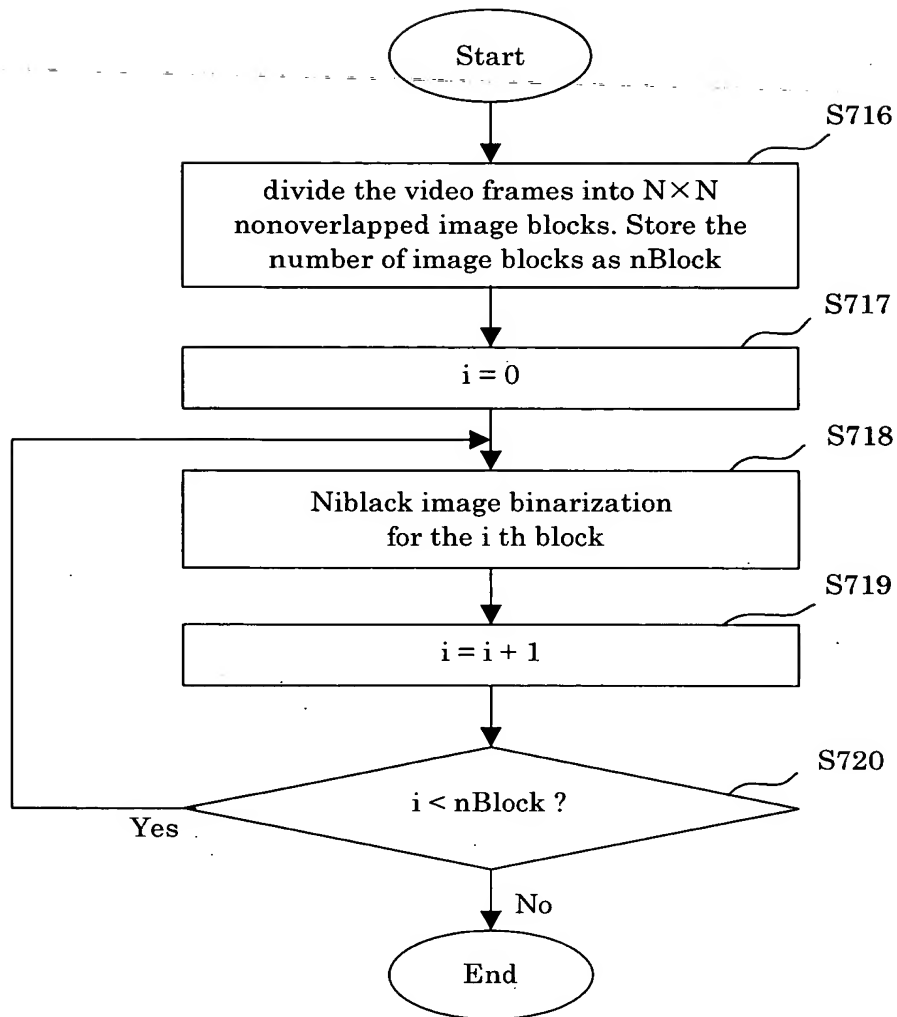 Start
S716
divide the video frames into N×N
nonoverlapped image blocks. Store the
number of image blocks as nBlock
S717
i = 0
S718
Niblack image binarization
for the i th block
S719
i = i + 1
S720
i < nBlock ?
Yes
No
End